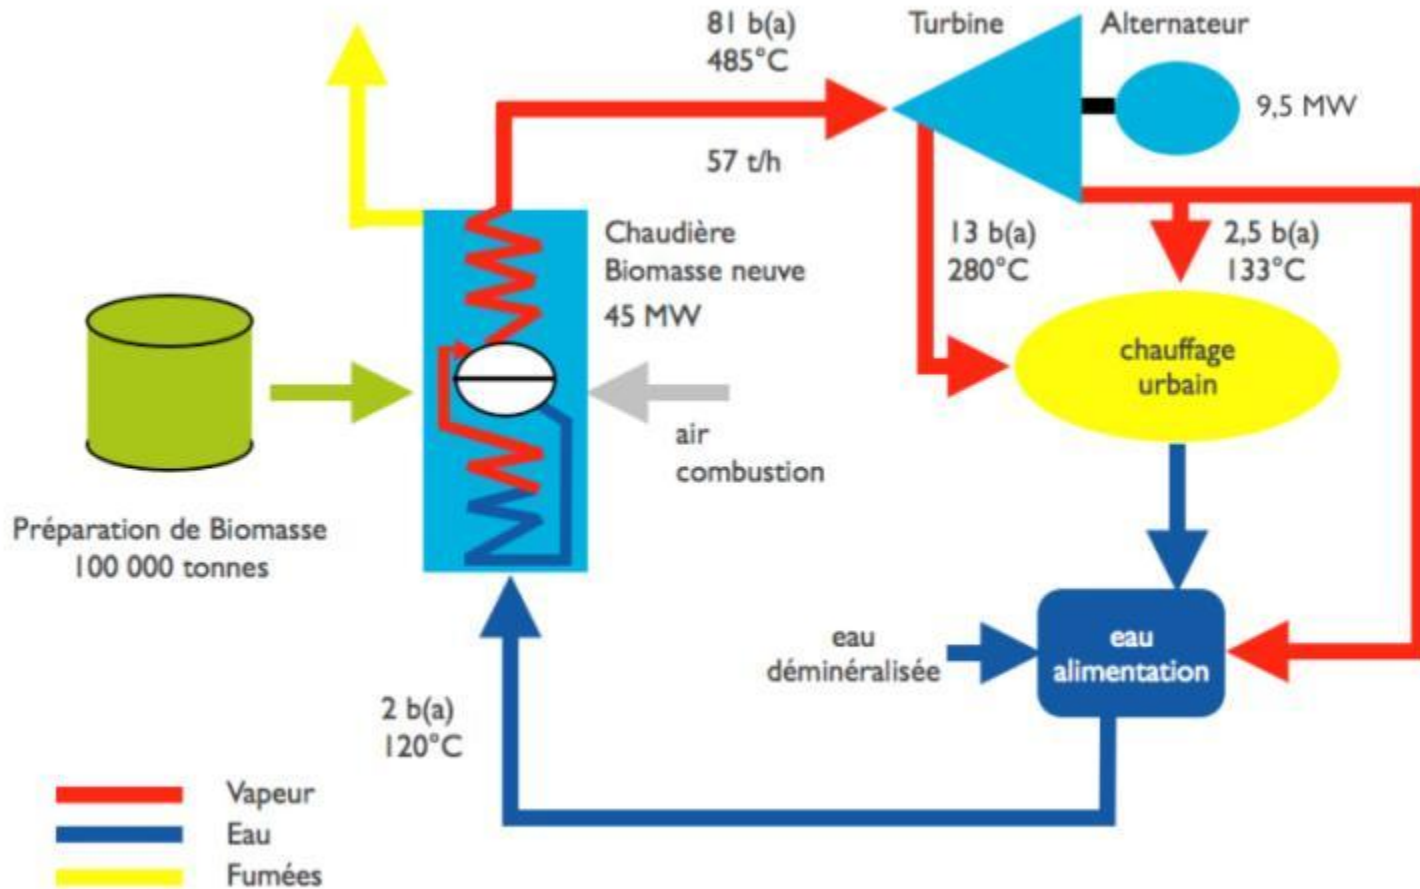 81 b(a)
485°C
Turbine
Alternateur
9,5 MW
57 t/h
Chaudière
Biomasse neuve
45 MW
13 b(a)
280°C
2,5 b(a)
133°C
chauffage
urbain
air
combustion
Préparation de Biomasse
100 000 tonnes
eau
déminéralisée
eau
alimentation
2 b(a)
120°C
Vapeur
Eau
Fumées